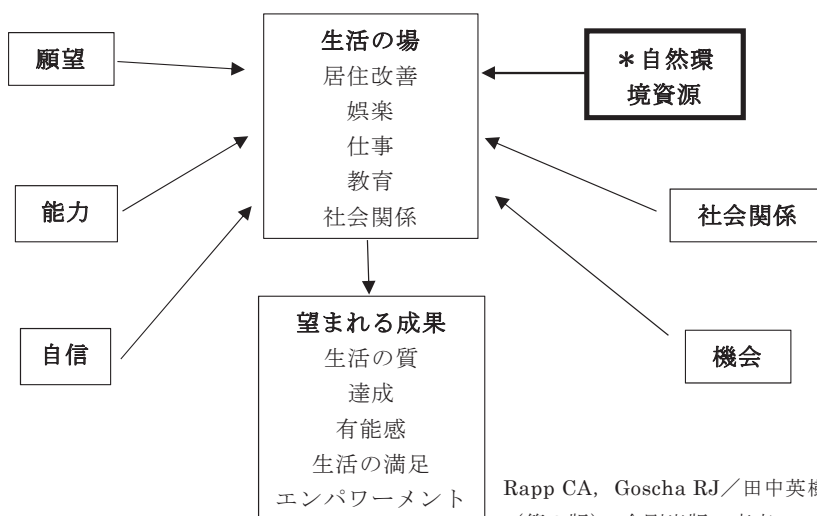 願望
能力
自信
生活の場
居住改善
娯楽
仕事
教育
社会関係
望まれる成果
生活の質
達成
有能感
生活の満足
エンパワーメント
＊自然環
境資源
社会関係
機会
Rapp CA，Goscha RJ／田中英